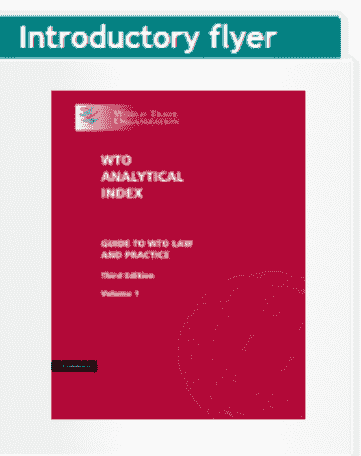 Introductory flyer
WORLD TRADE
ORGANIZATION
WTO
ANALYTICAL
INDEX
GUIDE TO WTO LAW
AND PRACTICE
Third Edition
Volume 1